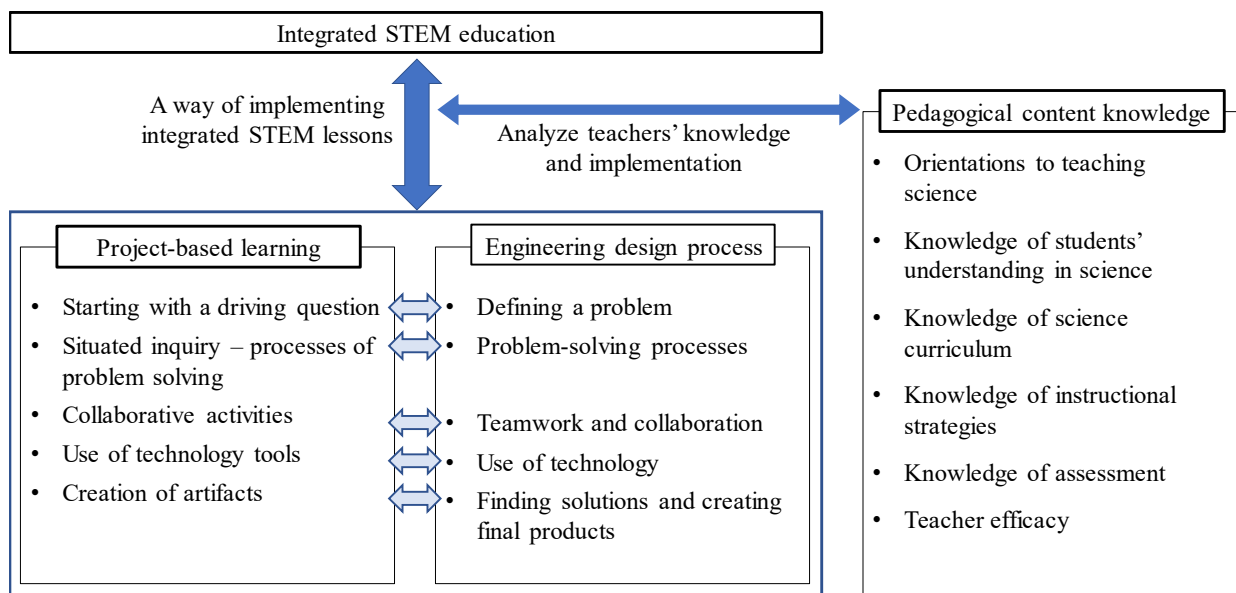 Integrated STEM education
A way of implementing
integrated STEM lessons
Analyze teachers’ knowledge
and implementation
Project-based learning
• Starting with a driving question
• Situated inquiry – processes of
problem solving
• Collaborative activities
• Use of technology tools
• Creation of artifacts
Engineering design process
• Defining a problem
• Problem-solving processes
• Teamwork and collaboration
• Use of technology
• Finding solutions and creating
final products
Pedagogical content knowledge
• Orientations to teaching
science
• Knowledge of students’
understanding in science
• Knowledge of science
curriculum
• Knowledge of instructional
strategies
• Knowledge of assessment
• Teacher efficacy